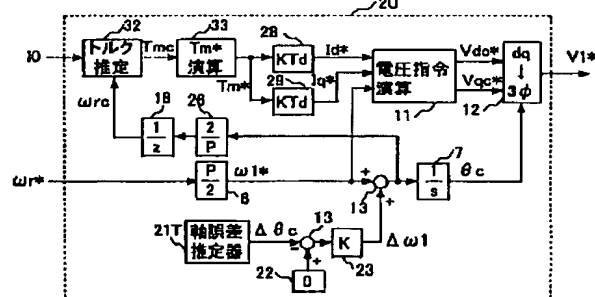 20
32
33
28
I0
トルク
推定
Tmc
Tm*
演算
KTd
Id*
電圧指令
演算
Vdc*
dq
↓
3φ
V1*
Tm*
29
KTd
Iq*
Vqc*
11
12
ωrc
18
26
1
z
2
P
7
ωr*
P
2
6
ω1*
+
+
13
1
s
θc
21T
軸誤差
推定器
Δθc
13
-
+
K
23
Δω1
22
0